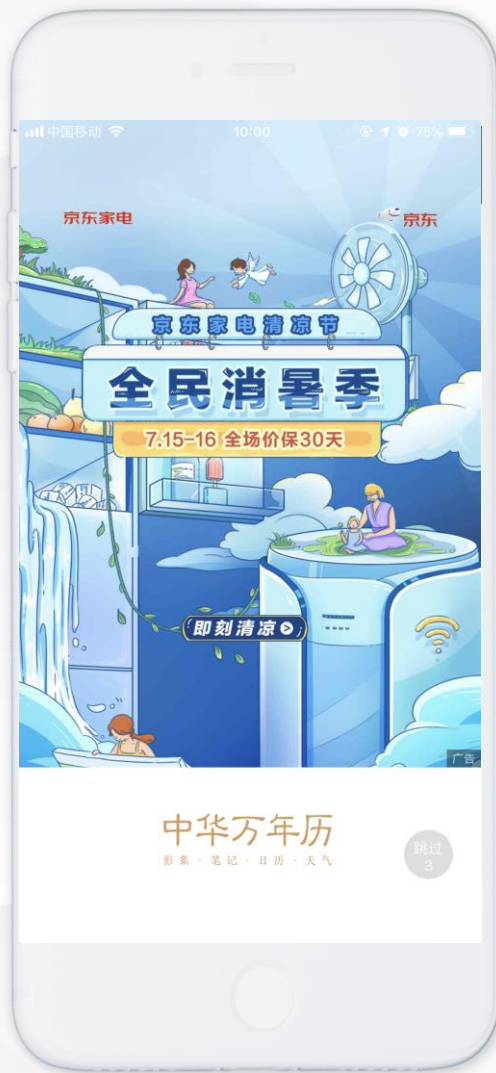 中国移动 10:00 75%
京东家电 京东
京东家电清凉节
全民消暑季
7.15-16 全场价保30天
即刻清凉
广告
中华万年历
影集·笔记·日历·天气
跳过
3